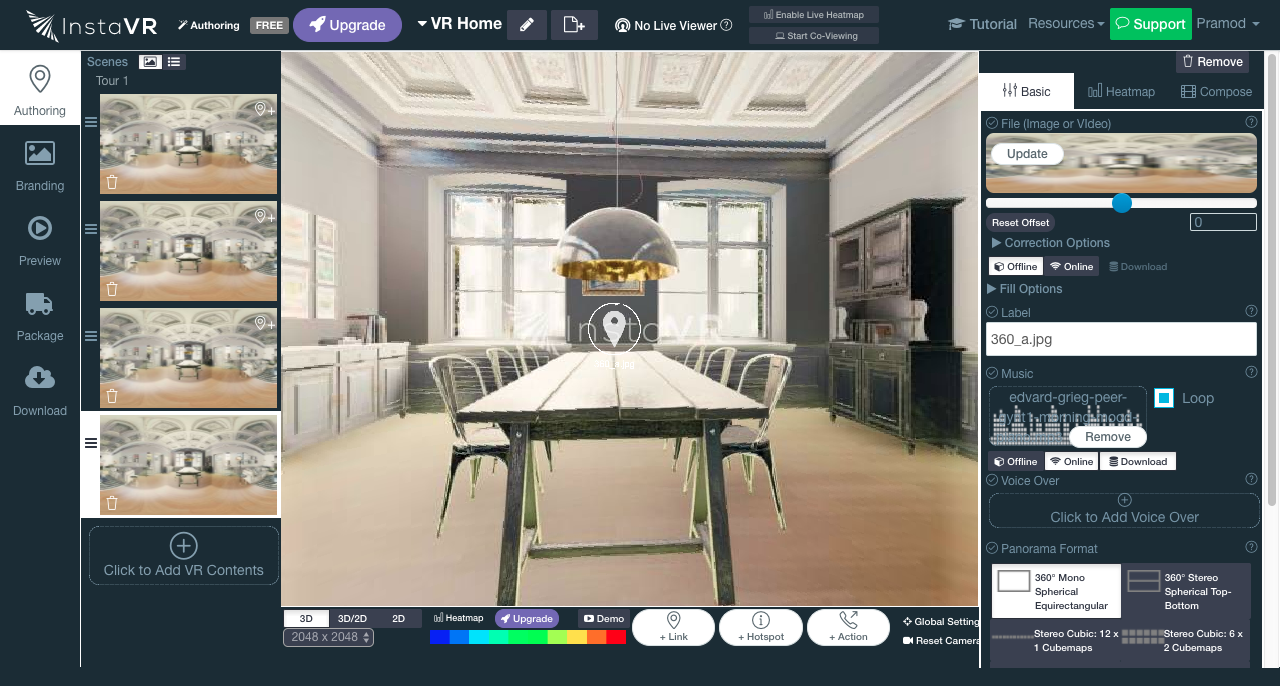 InstaVR
Authoring
FREE
Upgrade
VR Home
No Live Viewer
Enable Live Heatmap
Start Co-Viewing
Tutorial
Resources
Support
Pramod
Authoring
Branding
Preview
Package
Download
Scenes
Tour 1
Click to Add VR Contents
InstaVR
3D
3D/2D
2D
2048 x 2048
Heatmap
Upgrade
Demo
+ Link
+ Hotspot
+ Action
Global Setting
Reset Camera
Remove
Basic
Heatmap
Compose
File (Image or VIdeo)
Update
Reset Offset
0
Correction Options
Offline
Online
Download
Fill Options
Label
360_a.jpg
Music
edvard-grieg-peer-
Loop
Remove
Offline
Online
Download
Voice Over
Click to Add Voice Over
Panorama Format
360° Mono
Spherical
Equirectangular
360° Stereo
Spherical Top-
Bottom
Stereo Cubic: 12 x
1 Cubemaps
Stereo Cubic: 6 x
2 Cubemaps